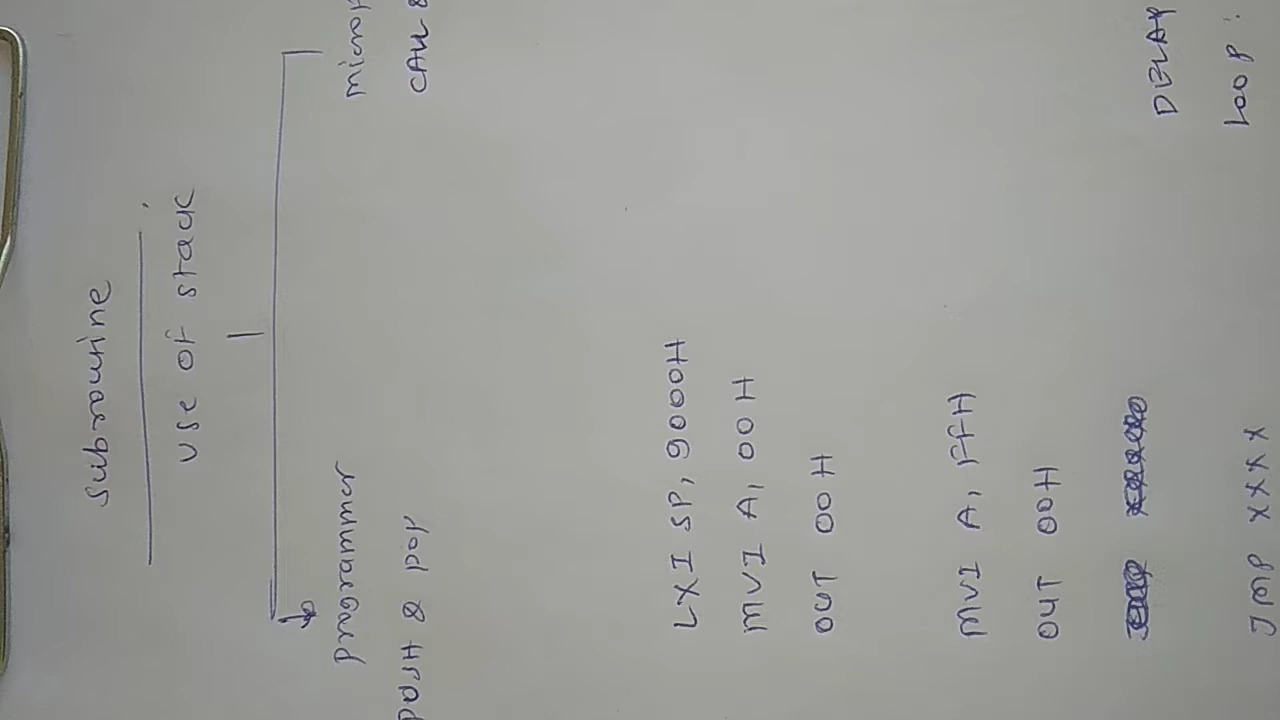 subroutine
use of stack
programmer
PUSH & POP
CALL &
LXI SP, 9000H
MVI A, 00H
OUT 00H
MVI A, FFH
OUT 00H
DELAY
JMP XXXX
LOOP: